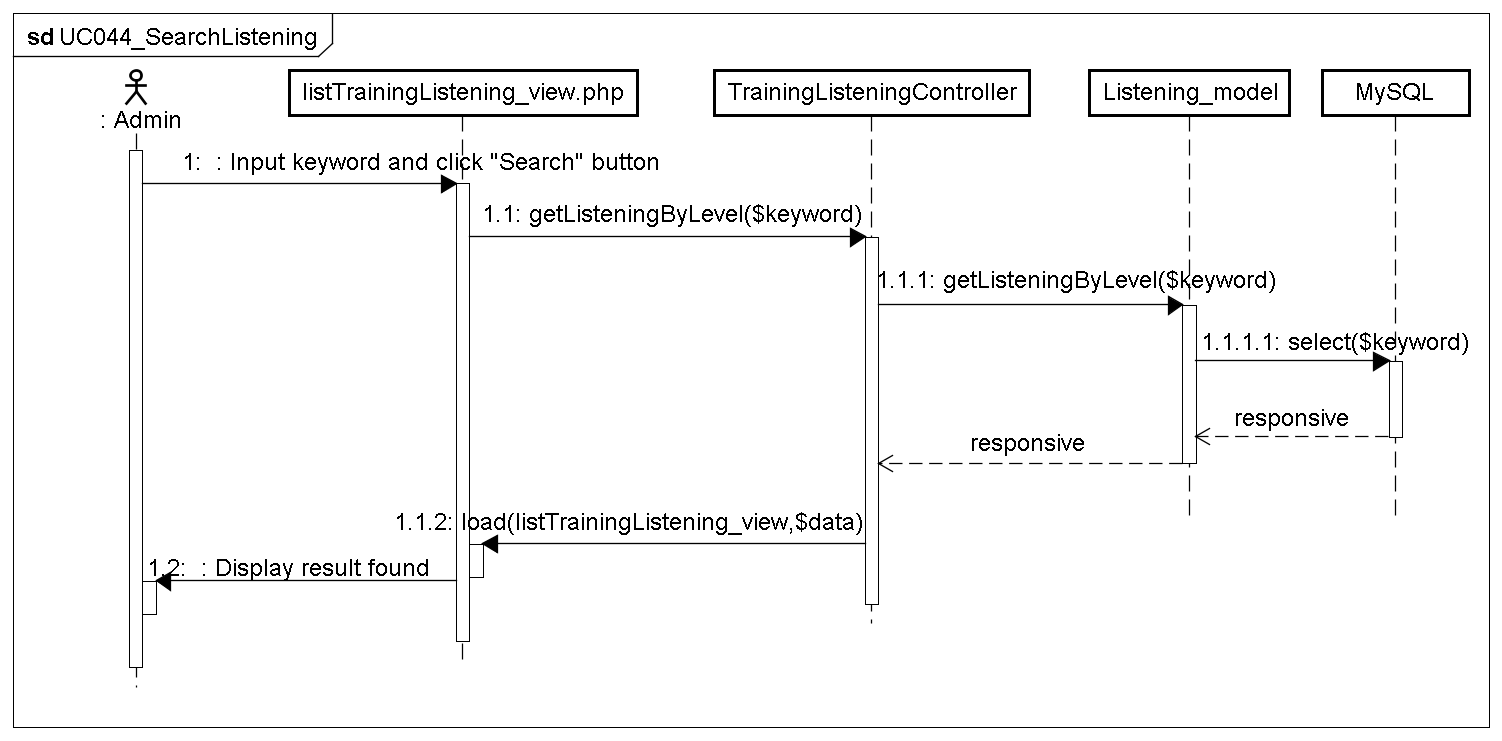 sd UC044_SearchListening
: Admin
listTrainingListening_view.php
TrainingListeningController
Listening_model
MySQL
1: : Input keyword and click "Search" button
1.1: getListeningByLevel($keyword)
1.1.1: getListeningByLevel($keyword)
1.1.1.1: select($keyword)
responsive
responsive
1.1.2: load(listTrainingListening_view,$data)
1.2: : Display result found